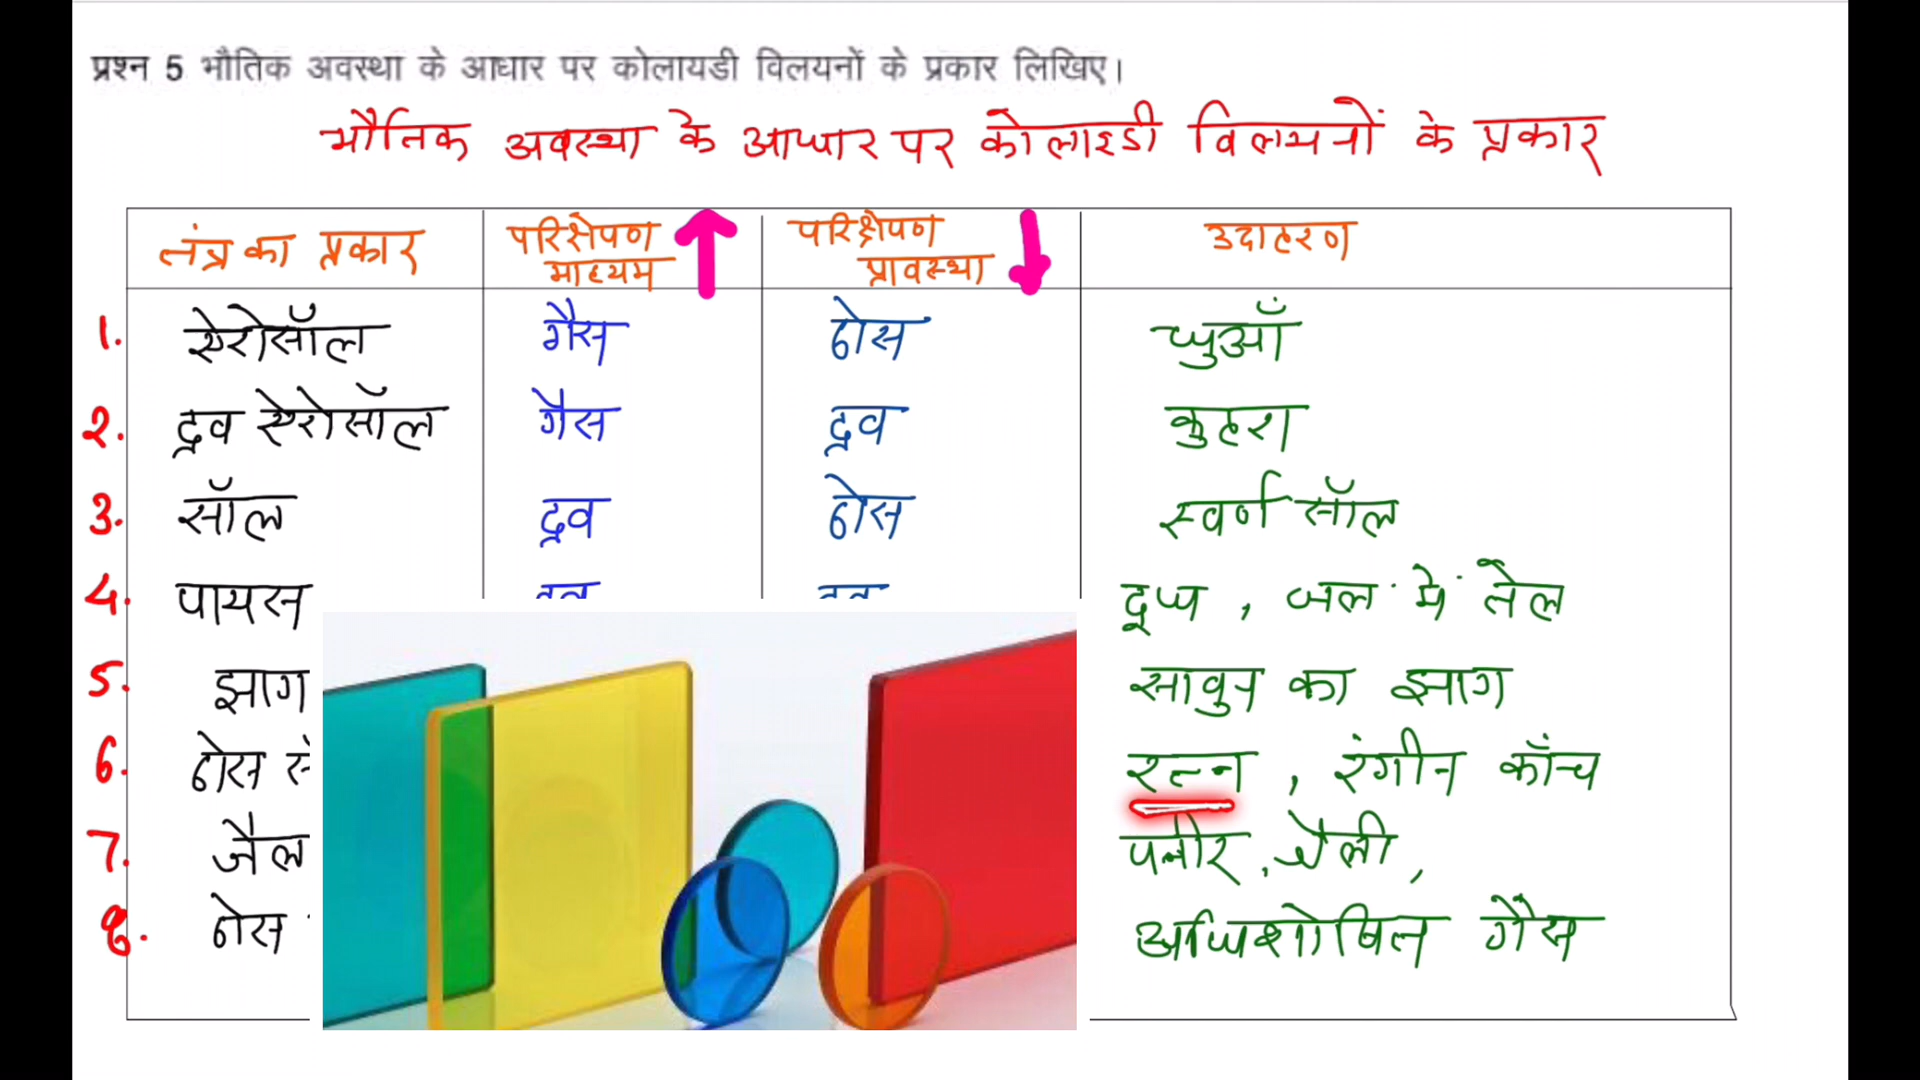 प्रश्न 5 भौतिक अवस्था के आधार पर कोलायडी विलयनों के प्रकार लिखिए।
भौतिक अवस्था के आधार पर कोलाइडी विलयनों के प्रकार
तंत्र का प्रकार परिक्षेपण माध्यम परिक्षेपण प्रावस्था उदाहरण
1. ऐरोसॉल गैस ठोस धुआँ
2. द्रव ऐरोसॉल गैस द्रव कुहरा
3. सॉल द्रव ठोस स्वर्ण सॉल
4. पायस द्रव द्रव दूध , जल में तेल
5. झाग साबुन का झाग
6. ठोस रत्न , रंगीन काँच
7. जैल पनीर , जैली ,
8. ठोस अधिशोषित गैस